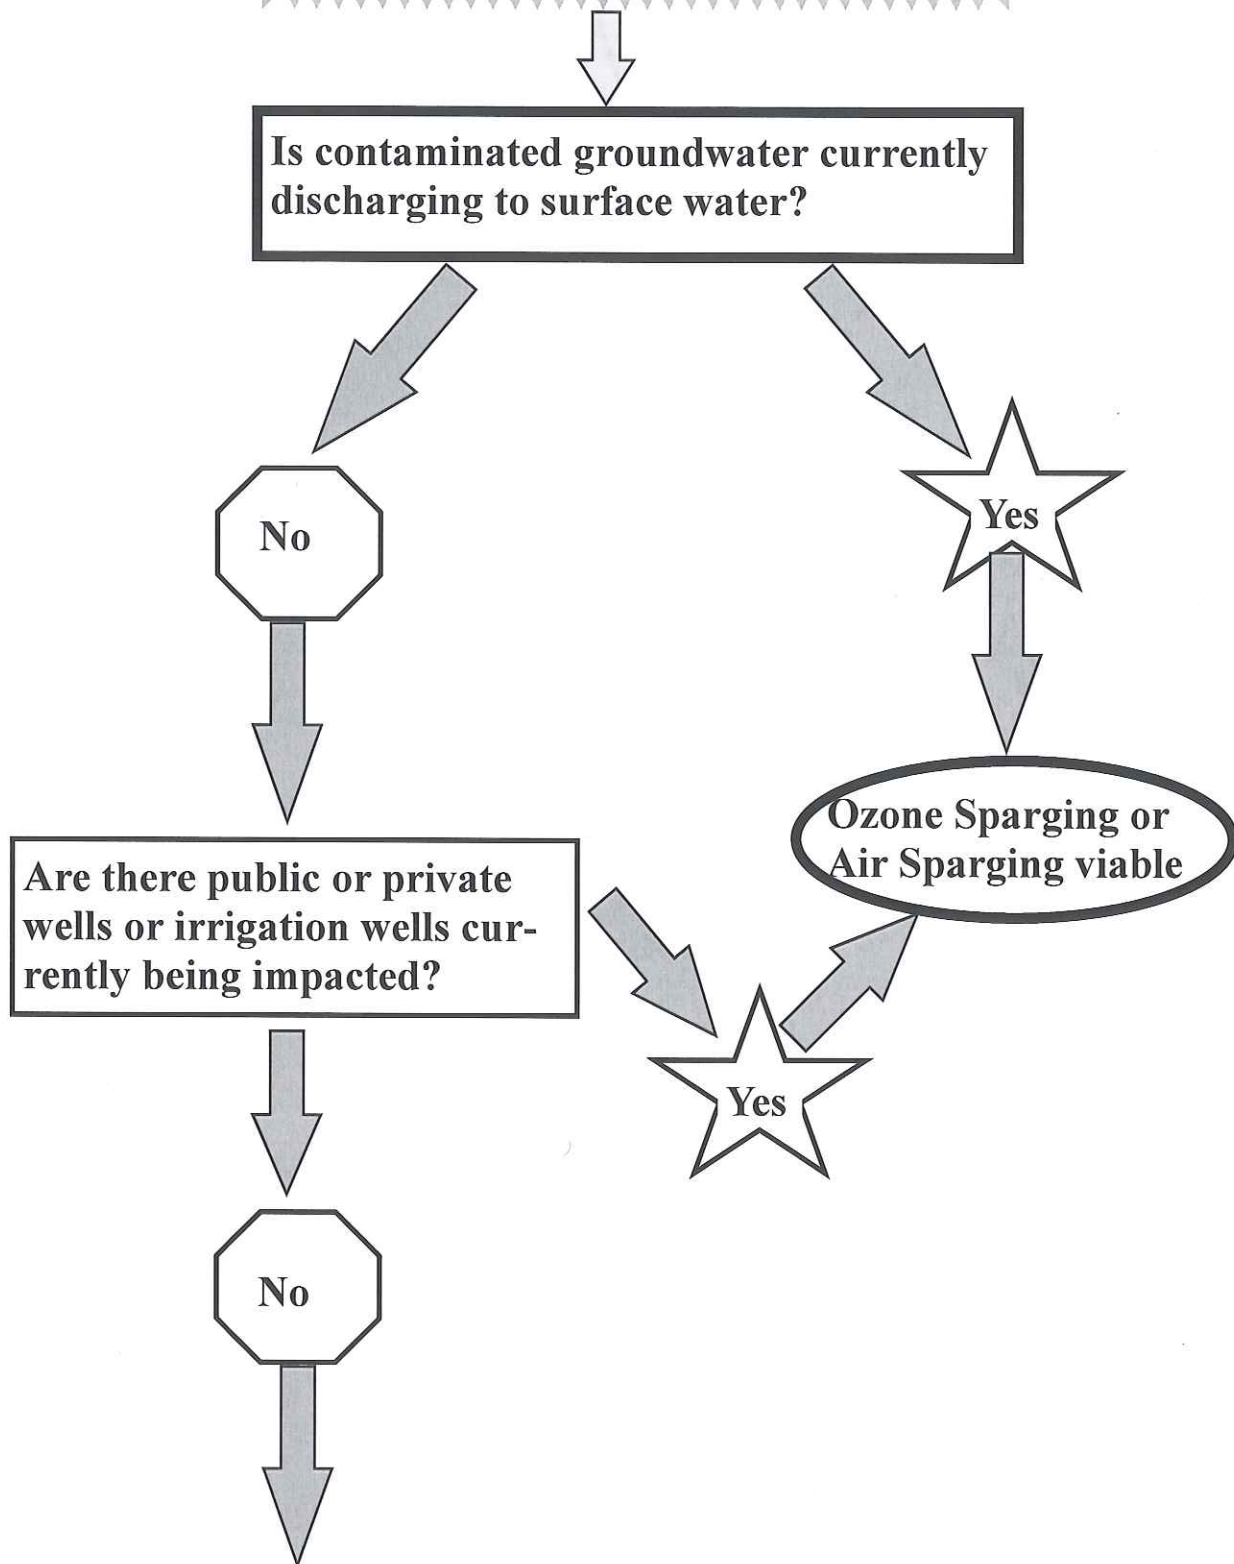 Is contaminated groundwater currently
discharging to surface water?
No
Yes
Ozone Sparging or
Air Sparging viable
Are there public or private
wells or irrigation wells cur-
rently being impacted?
Yes
No